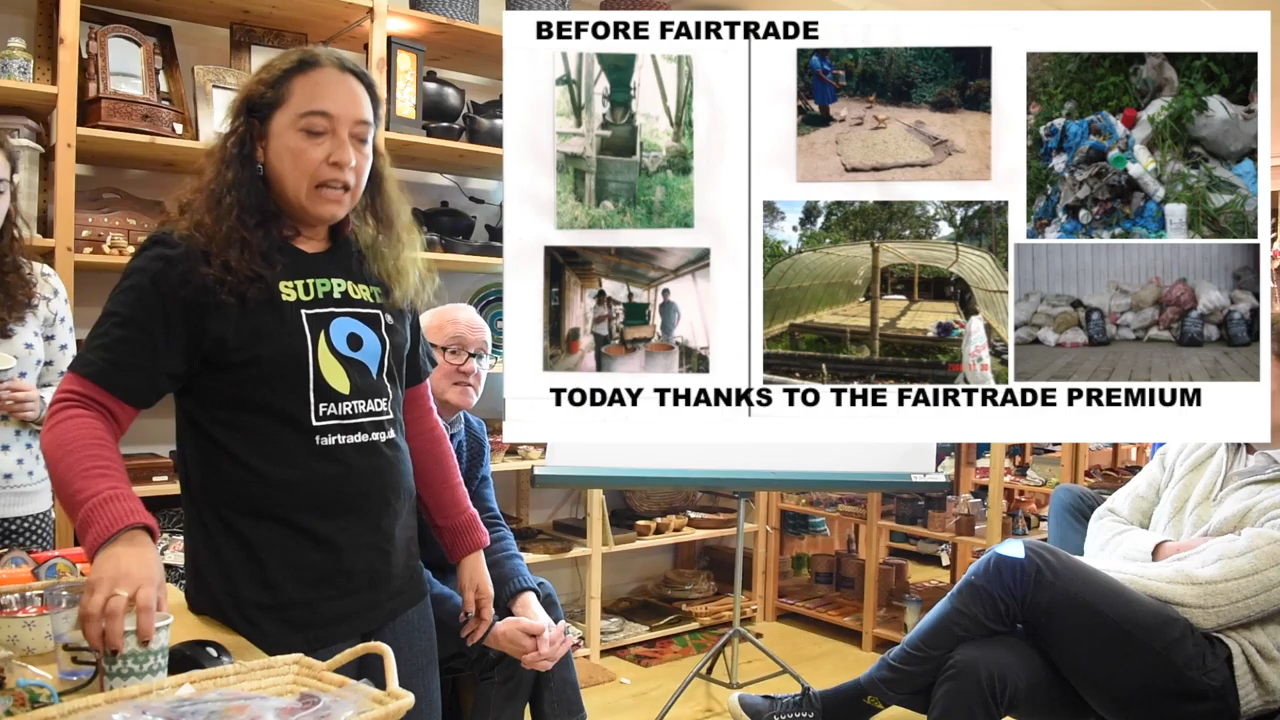 BEFORE FAIRTRADE
SUPPORT
®
FAIRTRADE
fairtrade.org.uk
TODAY THANKS TO THE FAIRTRADE PREMIUM